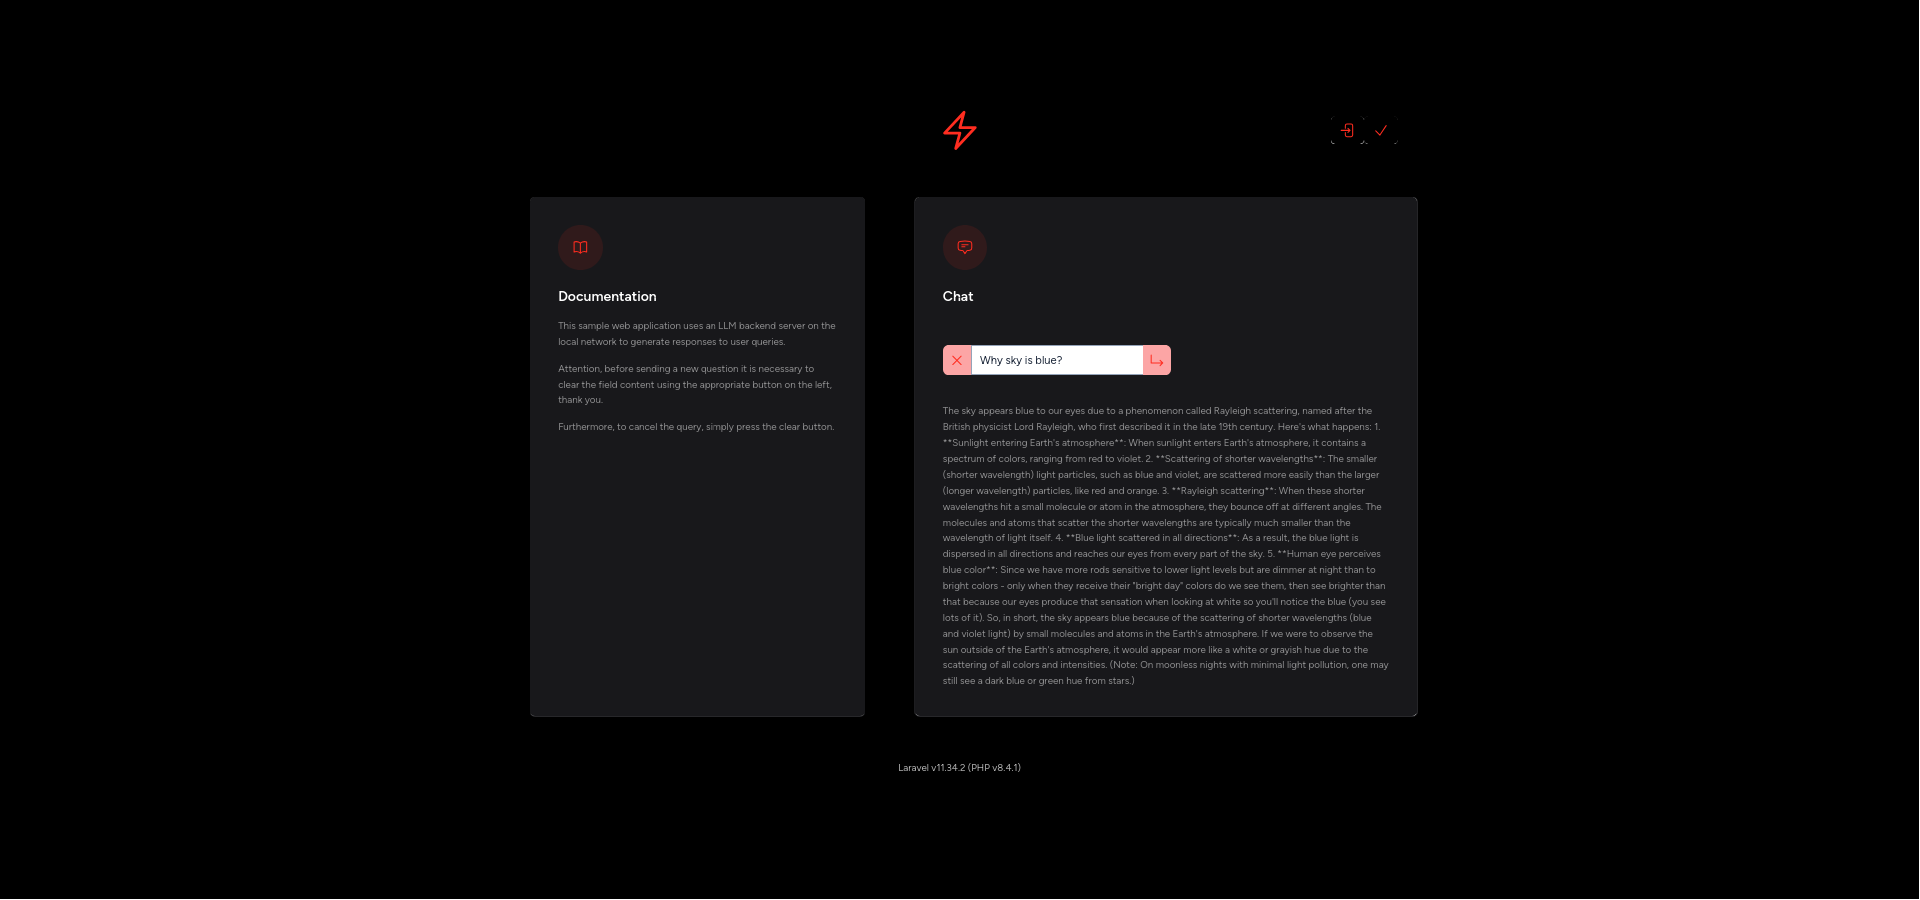 Documentation
This sample web application uses an LLM backend server on the
local network to generate responses to user queries.
Attention, before sending a new question it is necessary to
clear the field content using the appropriate button on the left,
thank you.
Furthermore, to cancel the query, simply press the clear button.
Chat
Why sky is blue?
The sky appears blue to our eyes due to a phenomenon called Rayleigh scattering, named after the
British physicist Lord Rayleigh, who first described it in the late 19th century. Here's what happens: 1.
**Sunlight entering Earth's atmosphere**: When sunlight enters Earth's atmosphere, it contains a
spectrum of colors, ranging from red to violet. 2. **Scattering of shorter wavelengths**: The smaller
(shorter wavelength) light particles, such as blue and violet, are scattered more easily than the larger
(longer wavelength) particles, like red and orange. 3. **Rayleigh scattering**: When these shorter
wavelengths hit a small molecule or atom in the atmosphere, they bounce off at different angles. The
molecules and atoms that scatter the shorter wavelengths are typically much smaller than the
wavelength of light itself. 4. **Blue light scattered in all directions**: As a result, the blue light is
dispersed in all directions and reaches our eyes from every part of the sky. 5. **Human eye perceives
blue color**: Since we have more rods sensitive to lower light levels but are dimmer at night than to
bright colors - only when they receive their "bright day" colors do we see them, then see brighter than
that because our eyes produce that sensation when looking at white so you'll notice the blue (you see
lots of it). So, in short, the sky appears blue because of the scattering of shorter wavelengths (blue
and violet light) by small molecules and atoms in the Earth's atmosphere. If we were to observe the
sun outside of the Earth's atmosphere, it would appear more like a white or grayish hue due to the
scattering of all colors and intensities. (Note: On moonless nights with minimal light pollution, one may
still see a dark blue or green hue from stars.)
Laravel v11.34.2 (PHP v8.4.1)